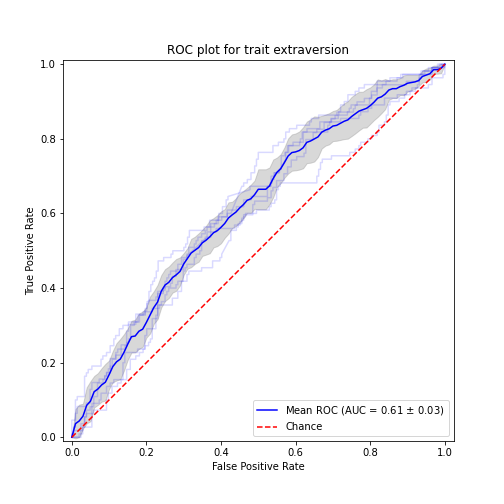 ROC plot for trait extraversion
1.0
0.8
0.6
0.4
0.2
0.0
True Positive Rate
0.0 0.2 0.4 0.6 0.8 1.0
False Positive Rate
Mean ROC (AUC = 0.61 ± 0.03)
Chance